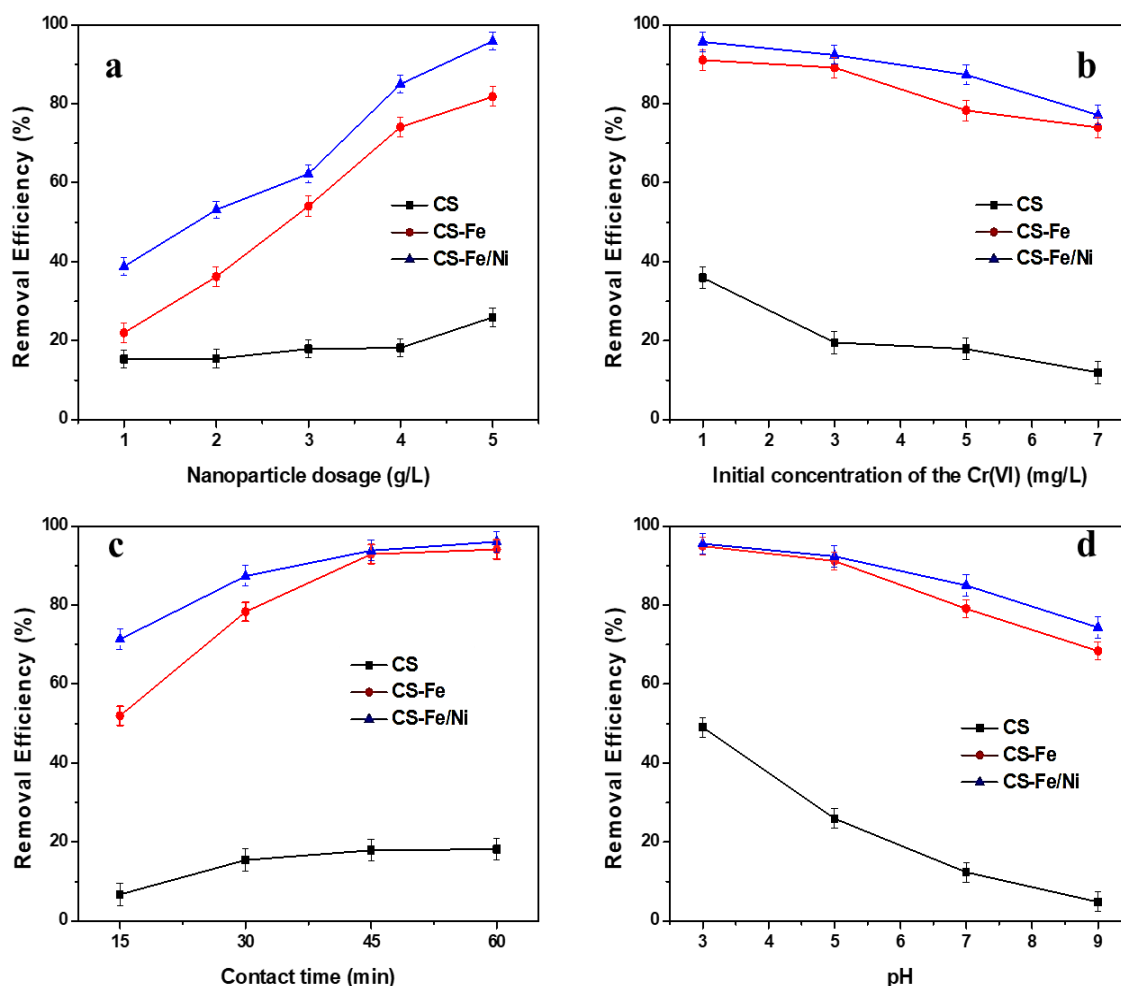 a
Removal Efficiency (%)
100
80
60
40
20
0
CS
CS-Fe
CS-Fe/Ni
1 2 3 4 5
Nanoparticle dosage (g/L)
b
Removal Efficiency (%)
100
80
60
40
20
0
CS
CS-Fe
CS-Fe/Ni
1 2 3 4 5 6 7
Initial concentration of the Cr(VI) (mg/L)
c
Removal Efficiency (%)
100
80
60
40
20
0
CS
CS-Fe
CS-Fe/Ni
15 30 45 60
Contact time (min)
d
Removal Efficiency (%)
100
80
60
40
20
0
CS
CS-Fe
CS-Fe/Ni
3 4 5 6 7 8 9
pH